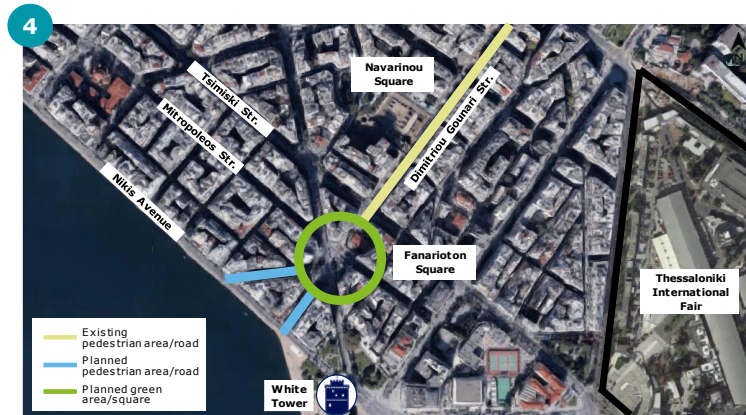 4
Navarinou
Square
Tsimiski Str.
Dimitriou Gounari Str.
Mitropoleos Str.
Nikis Avenue
Fanarioton
Square
Thessaloniki
International
Fair
Existing
pedestrian area/road
Planned
pedestrian area/road
Planned green
area/square
White
Tower